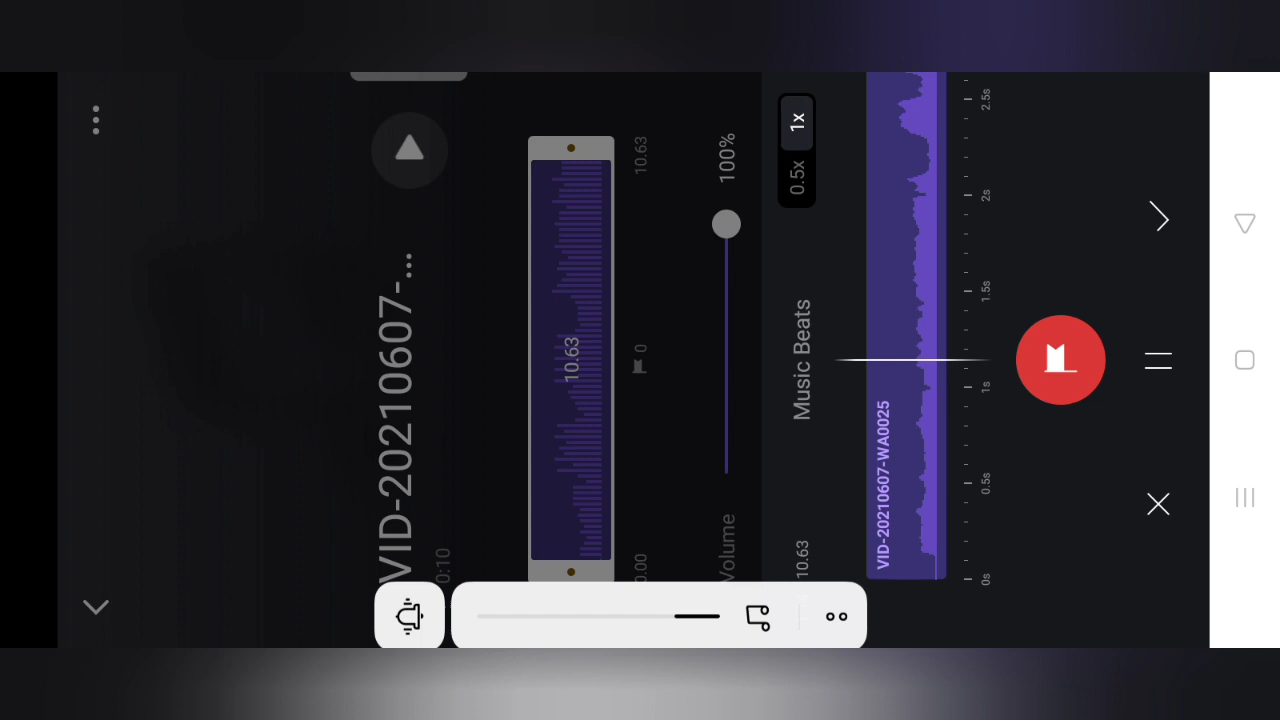 VID-20210607-...
0:10
10.63
0.00
0
10.63
Volume
100%
10.63
Music Beats
0.5x
1x
VID-20210607-WA0025
0s
0.5s
1s
1.5s
2s
2.5s